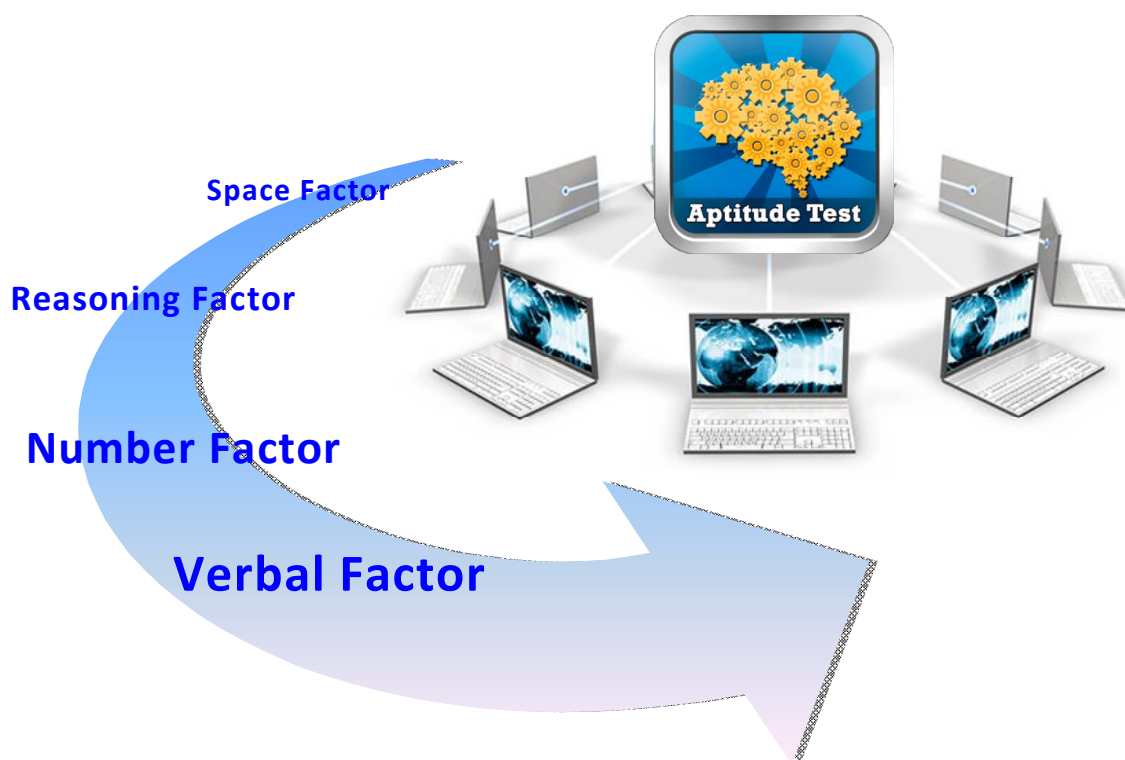 Aptitude Test
Space Factor
Reasoning Factor
Number Factor
Verbal Factor